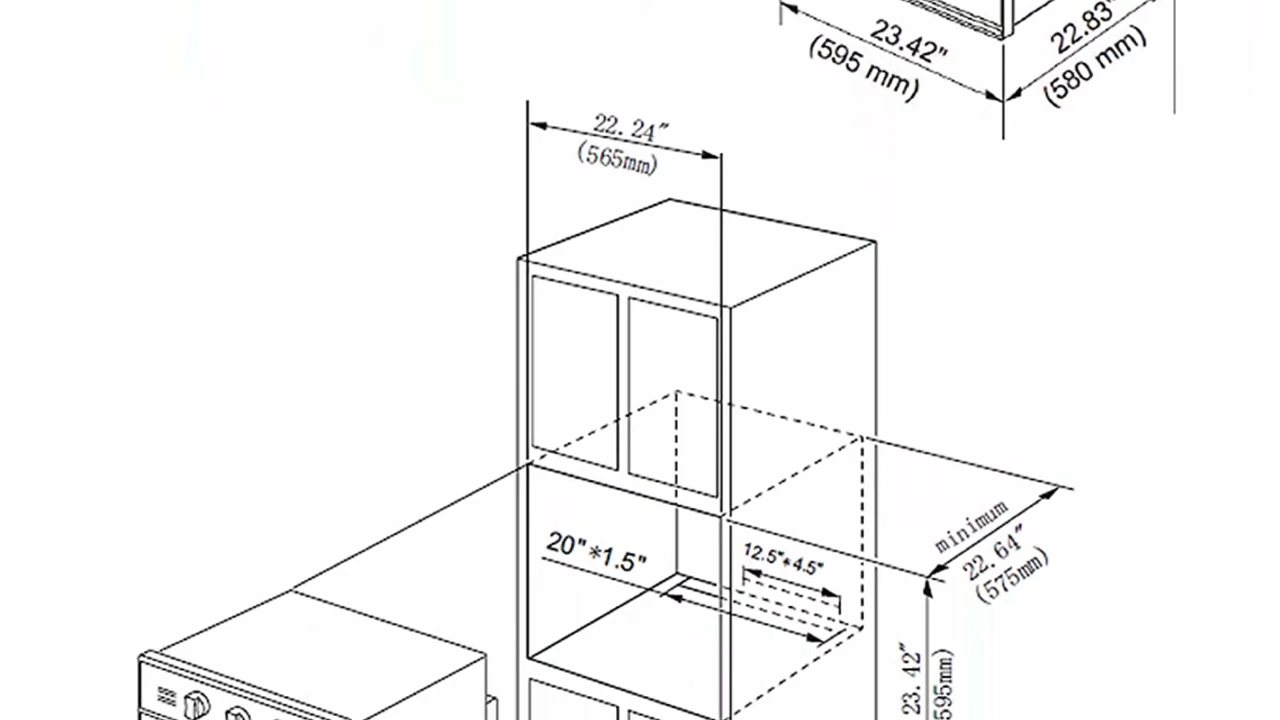 23.42"
(595 mm)
22.83"
(580 mm)
22.24"
(565mm)
20"*1.5"
12.5"*4.5"
minimum
22.64"
(575mm)
23.42"
(595mm)